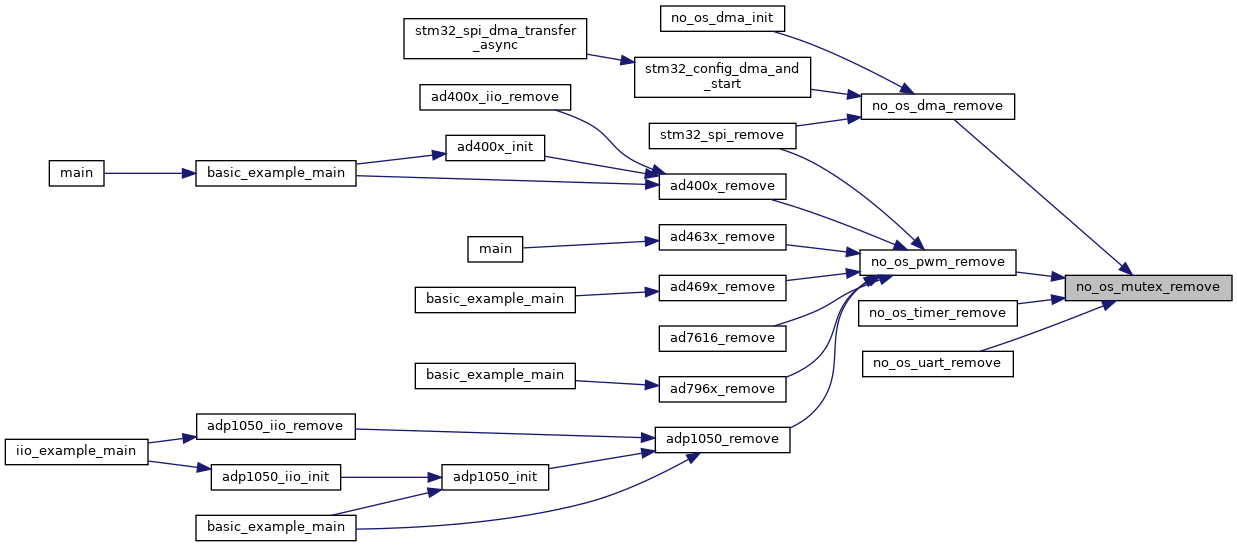 no_os_dma_init
stm32_spi_dma_transfer
_async
stm32_config_dma_and
_start
ad400x_iio_remove
no_os_dma_remove
stm32_spi_remove
ad400x_init
main
basic_example_main
ad400x_remove
main
ad463x_remove
no_os_pwm_remove
no_os_mutex_remove
basic_example_main
ad469x_remove
no_os_timer_remove
ad7616_remove
no_os_uart_remove
basic_example_main
ad796x_remove
adp1050_iio_remove
adp1050_remove
iio_example_main
adp1050_iio_init
adp1050_init
basic_example_main